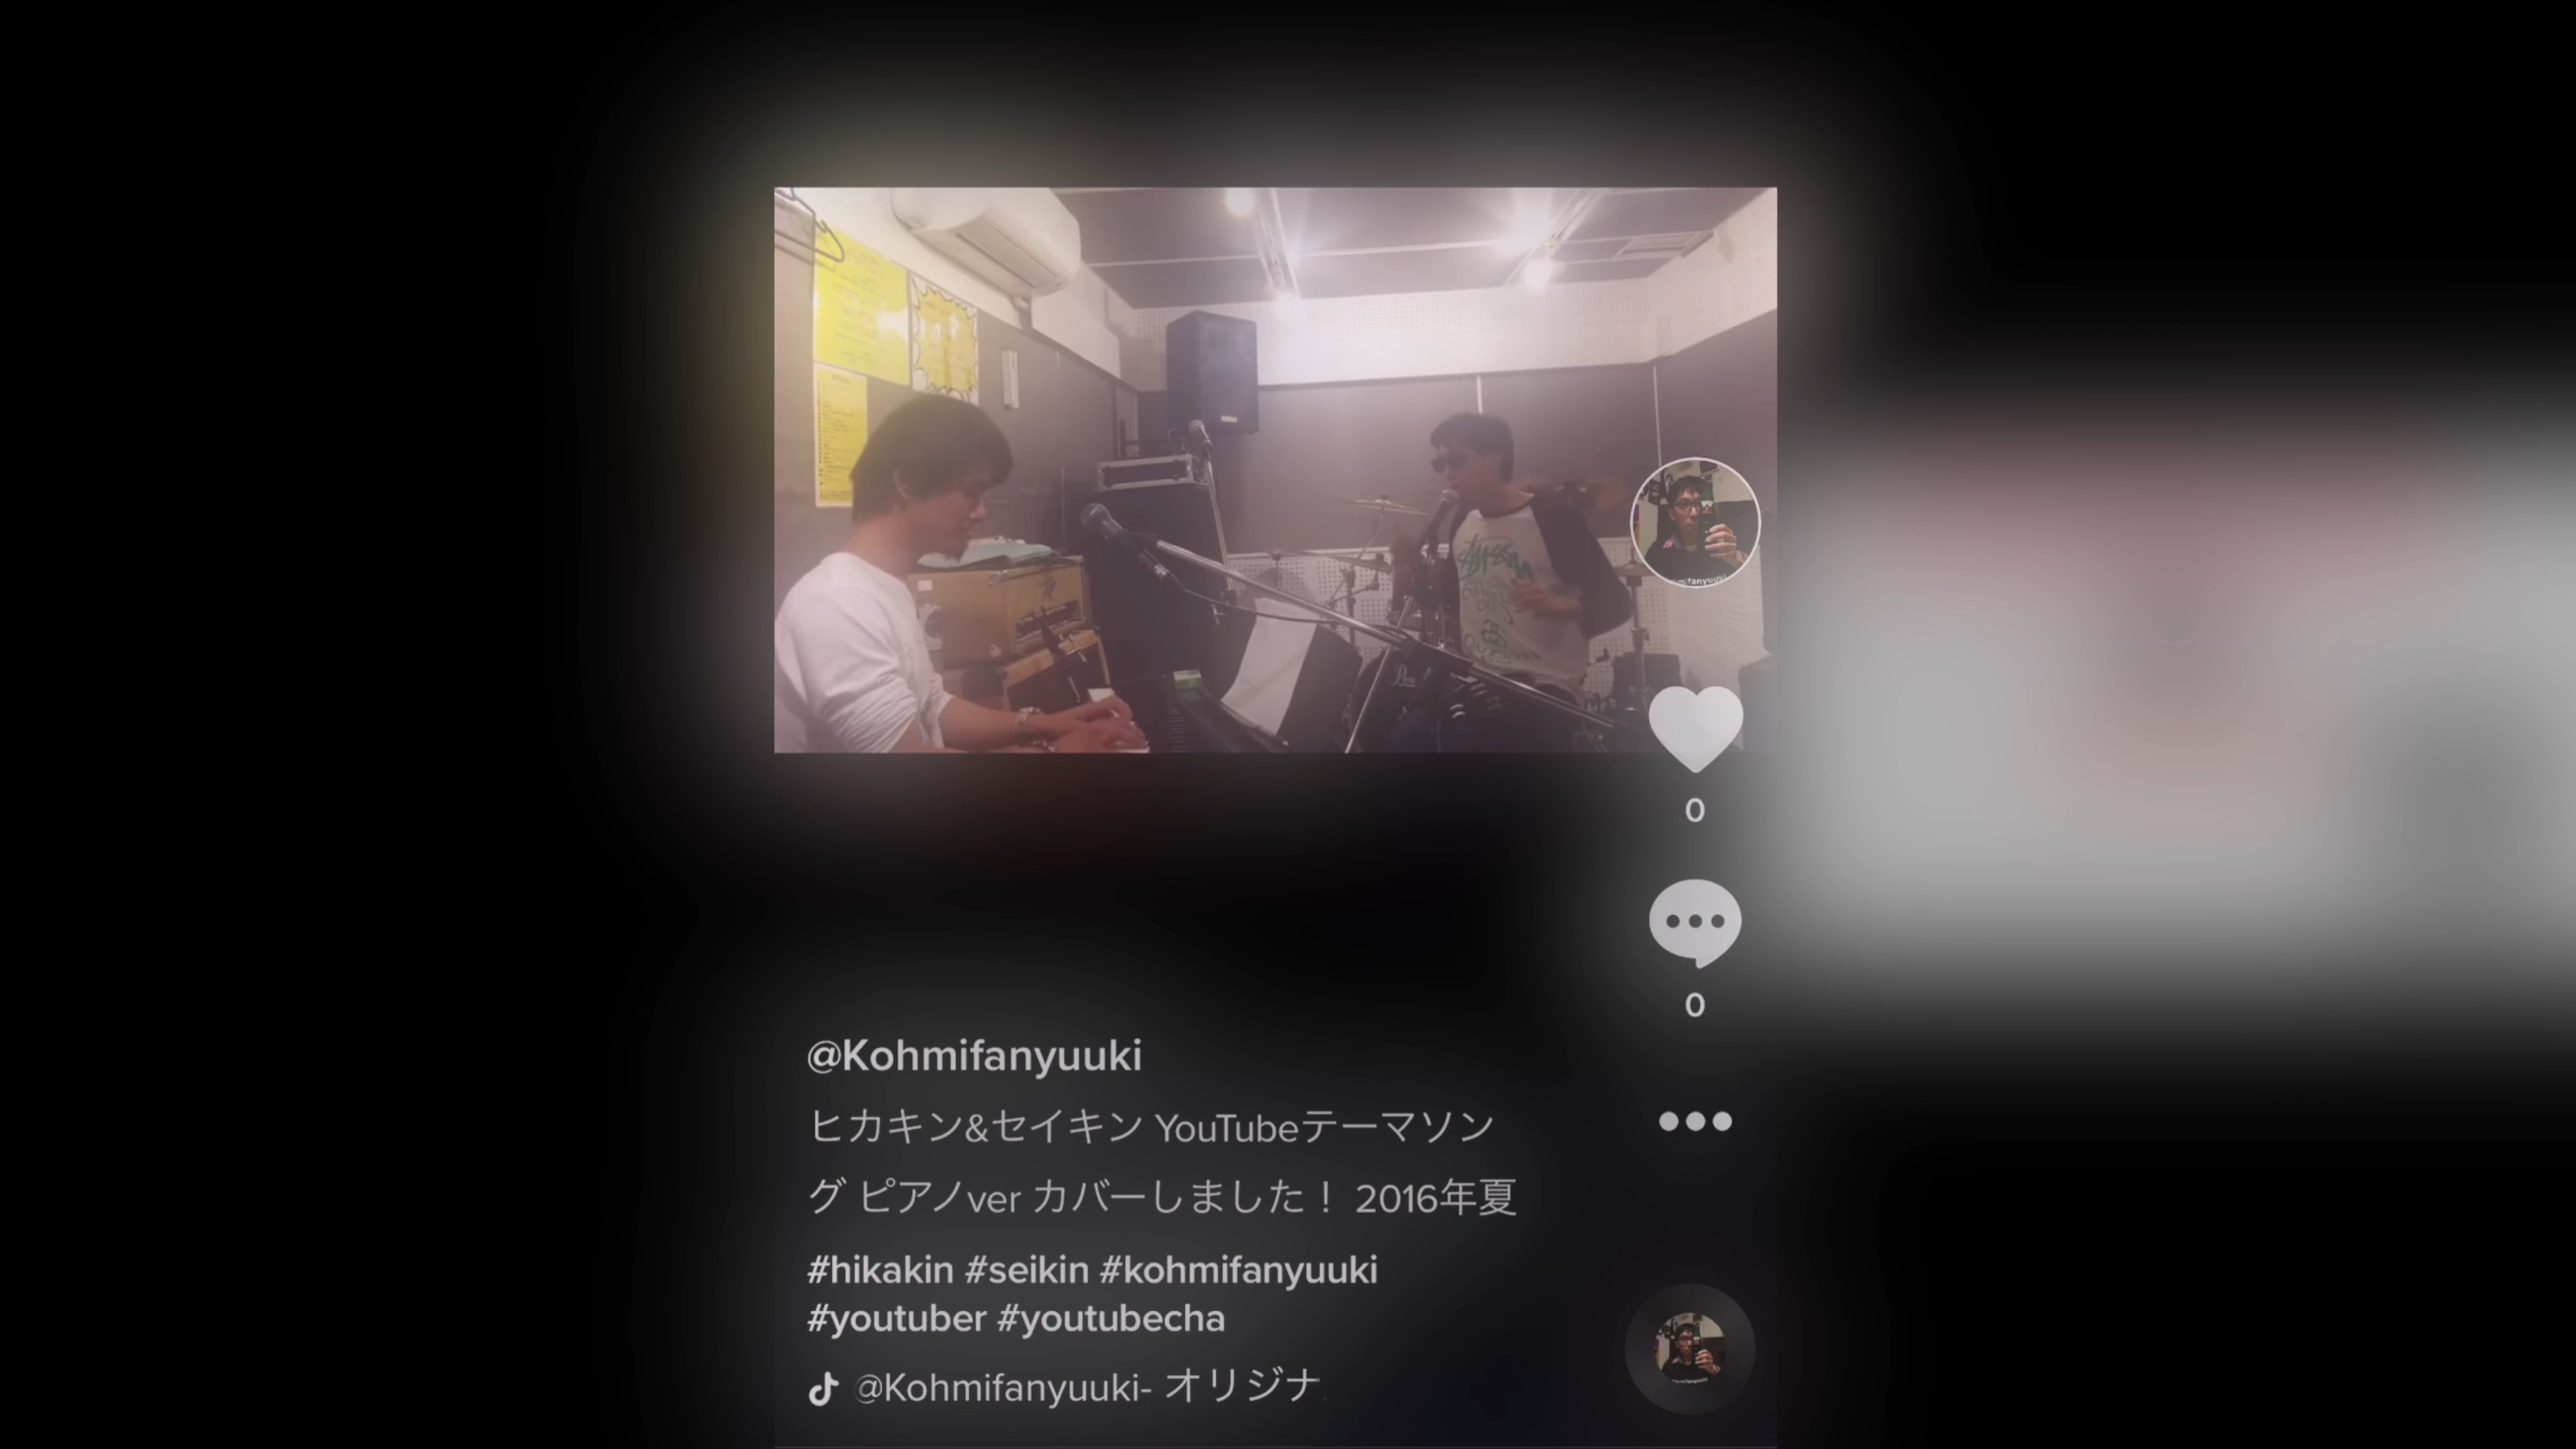 STUSSY
0
0
@Kohmifanyuuki
ヒカキン&セイキン YouTubeテーマソン
グ ピアノver カバーしました！ 2016年夏
#hikakin #seikin #kohmifanyuuki
#youtuber #youtubecha
@Kohmifanyuuki- オリジナ